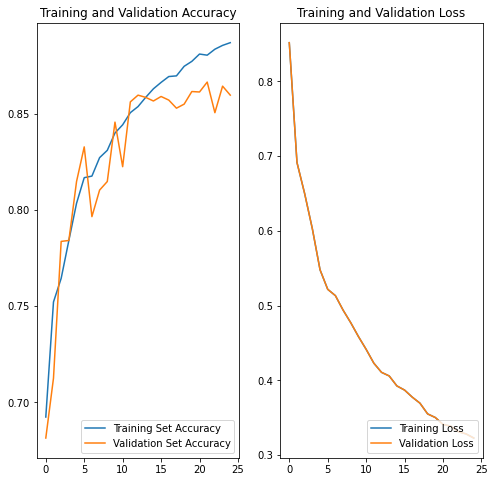 Training and Validation Accuracy
0.85
0.80
0.75
0.70
Training Set Accuracy
Validation Set Accuracy
0 5 10 15 20 25
Training and Validation Loss
0.8
0.7
0.6
0.5
0.4
0.3
Training Loss
Validation Loss
0 5 10 15 20 25